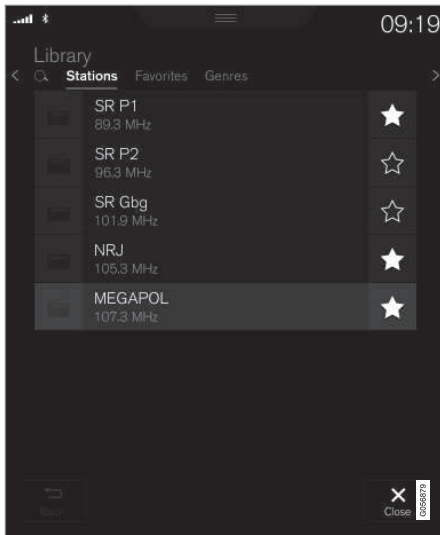 09:19
Library
Stations Favorites Genres
SR P1
89.3 MHz
SR P2
96.3 MHz
SR Gbg
101.9 MHz
NRJ
105.3 MHz
MEGAPOL
107.3 MHz
Close
G056879